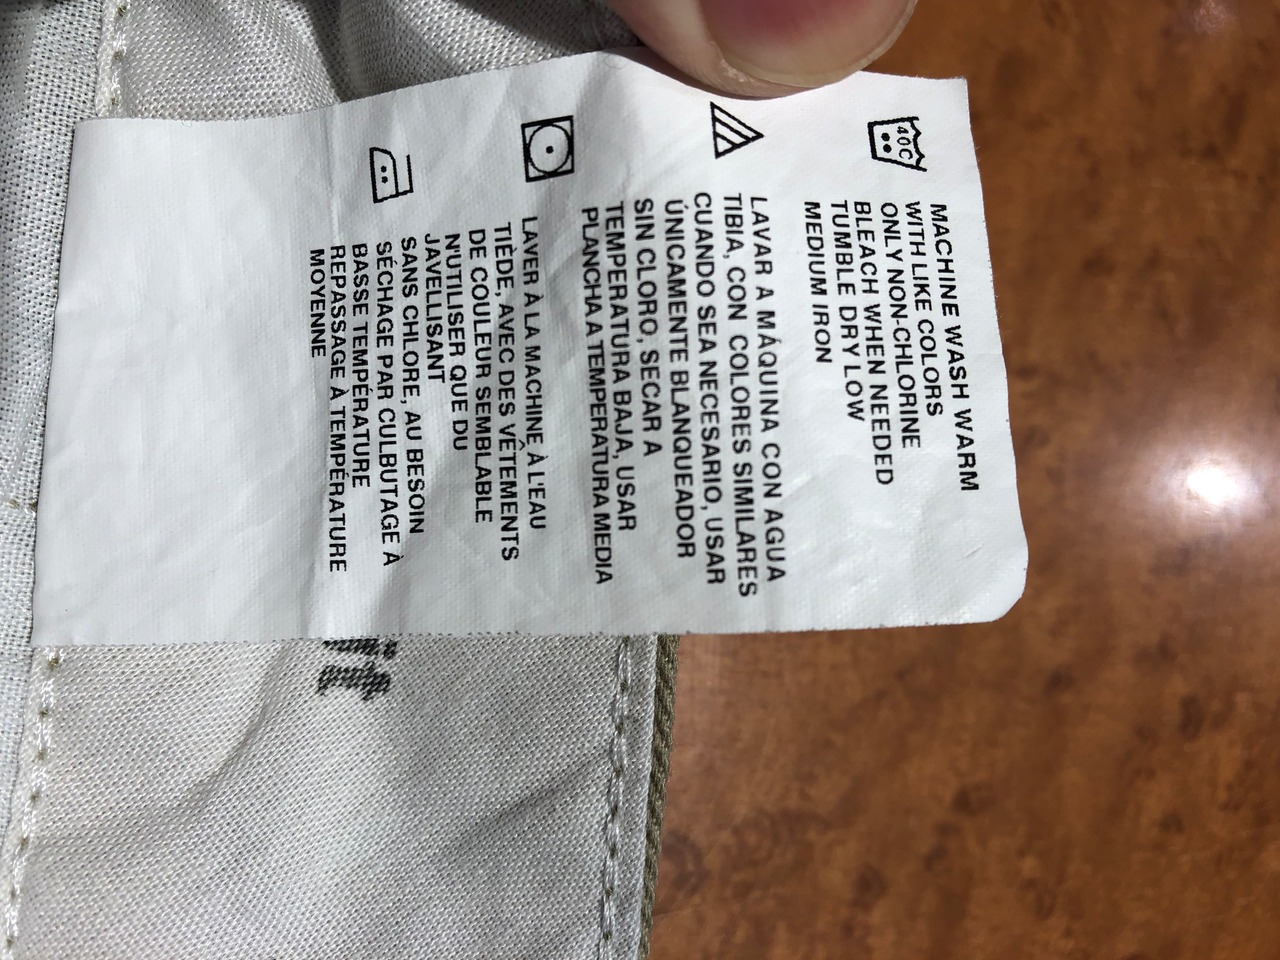 40C
MACHINE WASH WARM
WITH LIKE COLORS
ONLY NON-CHLORINE
BLEACH WHEN NEEDED
TUMBLE DRY LOW
MEDIUM IRON
LAVAR A MÁQUINA CON AGUA
TIBIA, CON COLORES SIMILARES
CUANDO SEA NECESARIO, USAR
ÚNICAMENTE BLANQUEADOR
SIN CLORO, SECAR A
TEMPERATURA BAJA, USAR
PLANCHA A TEMPERATURA MEDIA
LAVER À LA MACHINE À L'EAU
TIÈDE, AVEC DES VÊTEMENTS
DE COULEUR SEMBLABLE
N'UTILISER QUE DU
JAVELLISANT
SANS CHLORE, AU BESOIN
SÉCHAGE PAR CULBUTAGE À
BASSE TEMPÉRATURE
REPASSAGE À TEMPÉRATURE
MOYENNE